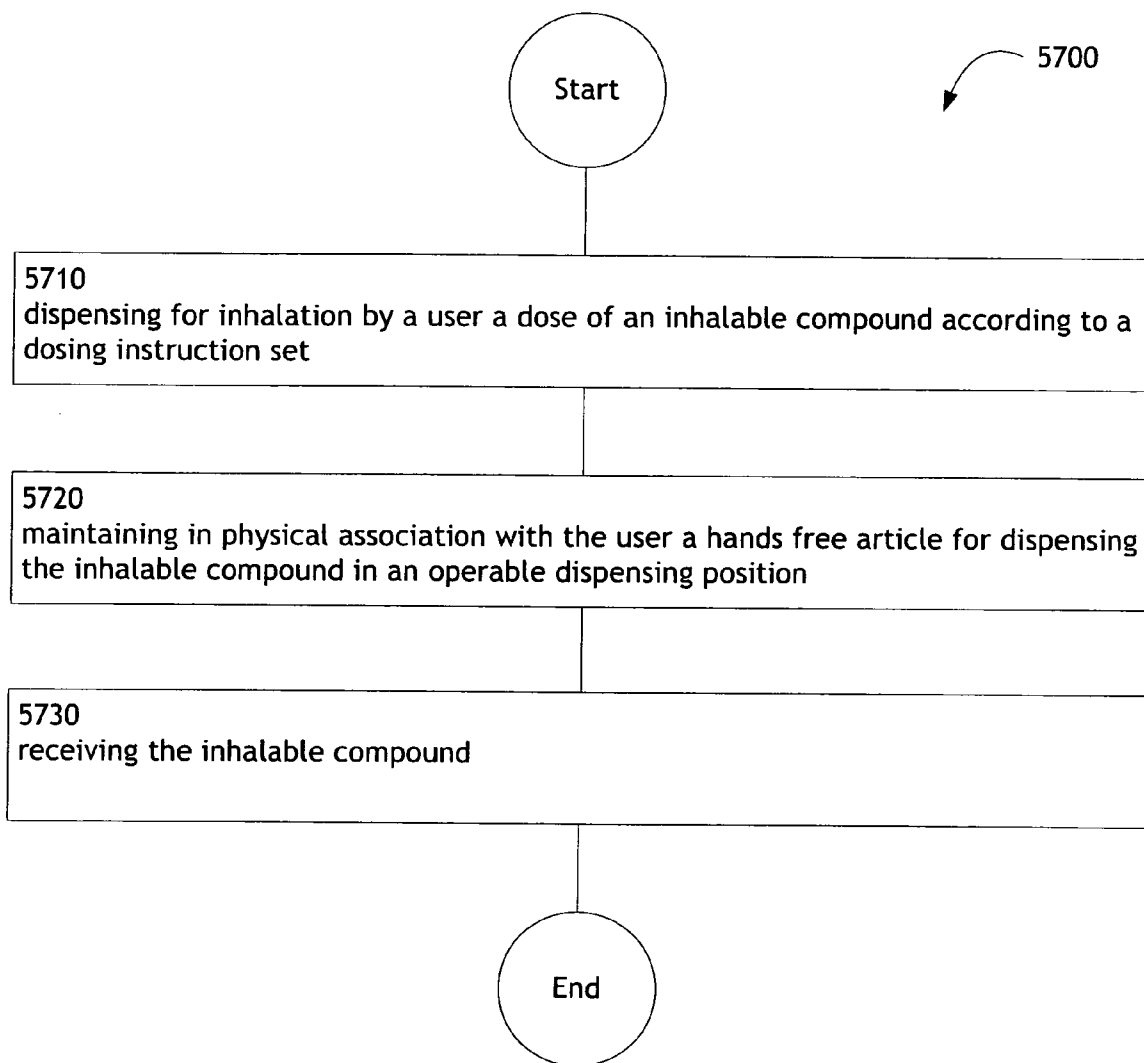 Start
5700
5710
dispensing for inhalation by a user a dose of an inhalable compound according to a
dosing instruction set
5720
maintaining in physical association with the user a hands free article for dispensing
the inhalable compound in an operable dispensing position
5730
receiving the inhalable compound
End